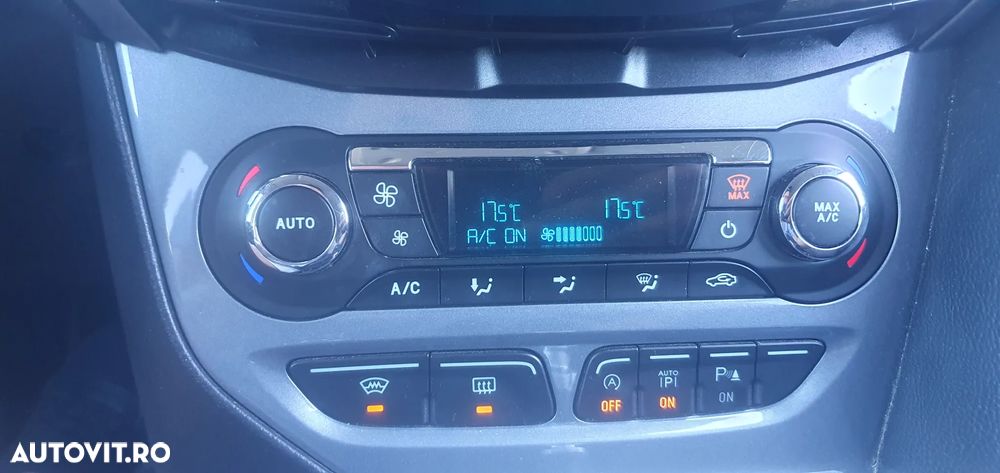 AUTO
17.5°C 17.5°C
A/C ON
MAX
MAX
A/C
A/C
A
OFF
AUTO
P
ON
P
ON
AUTOVIT.RO